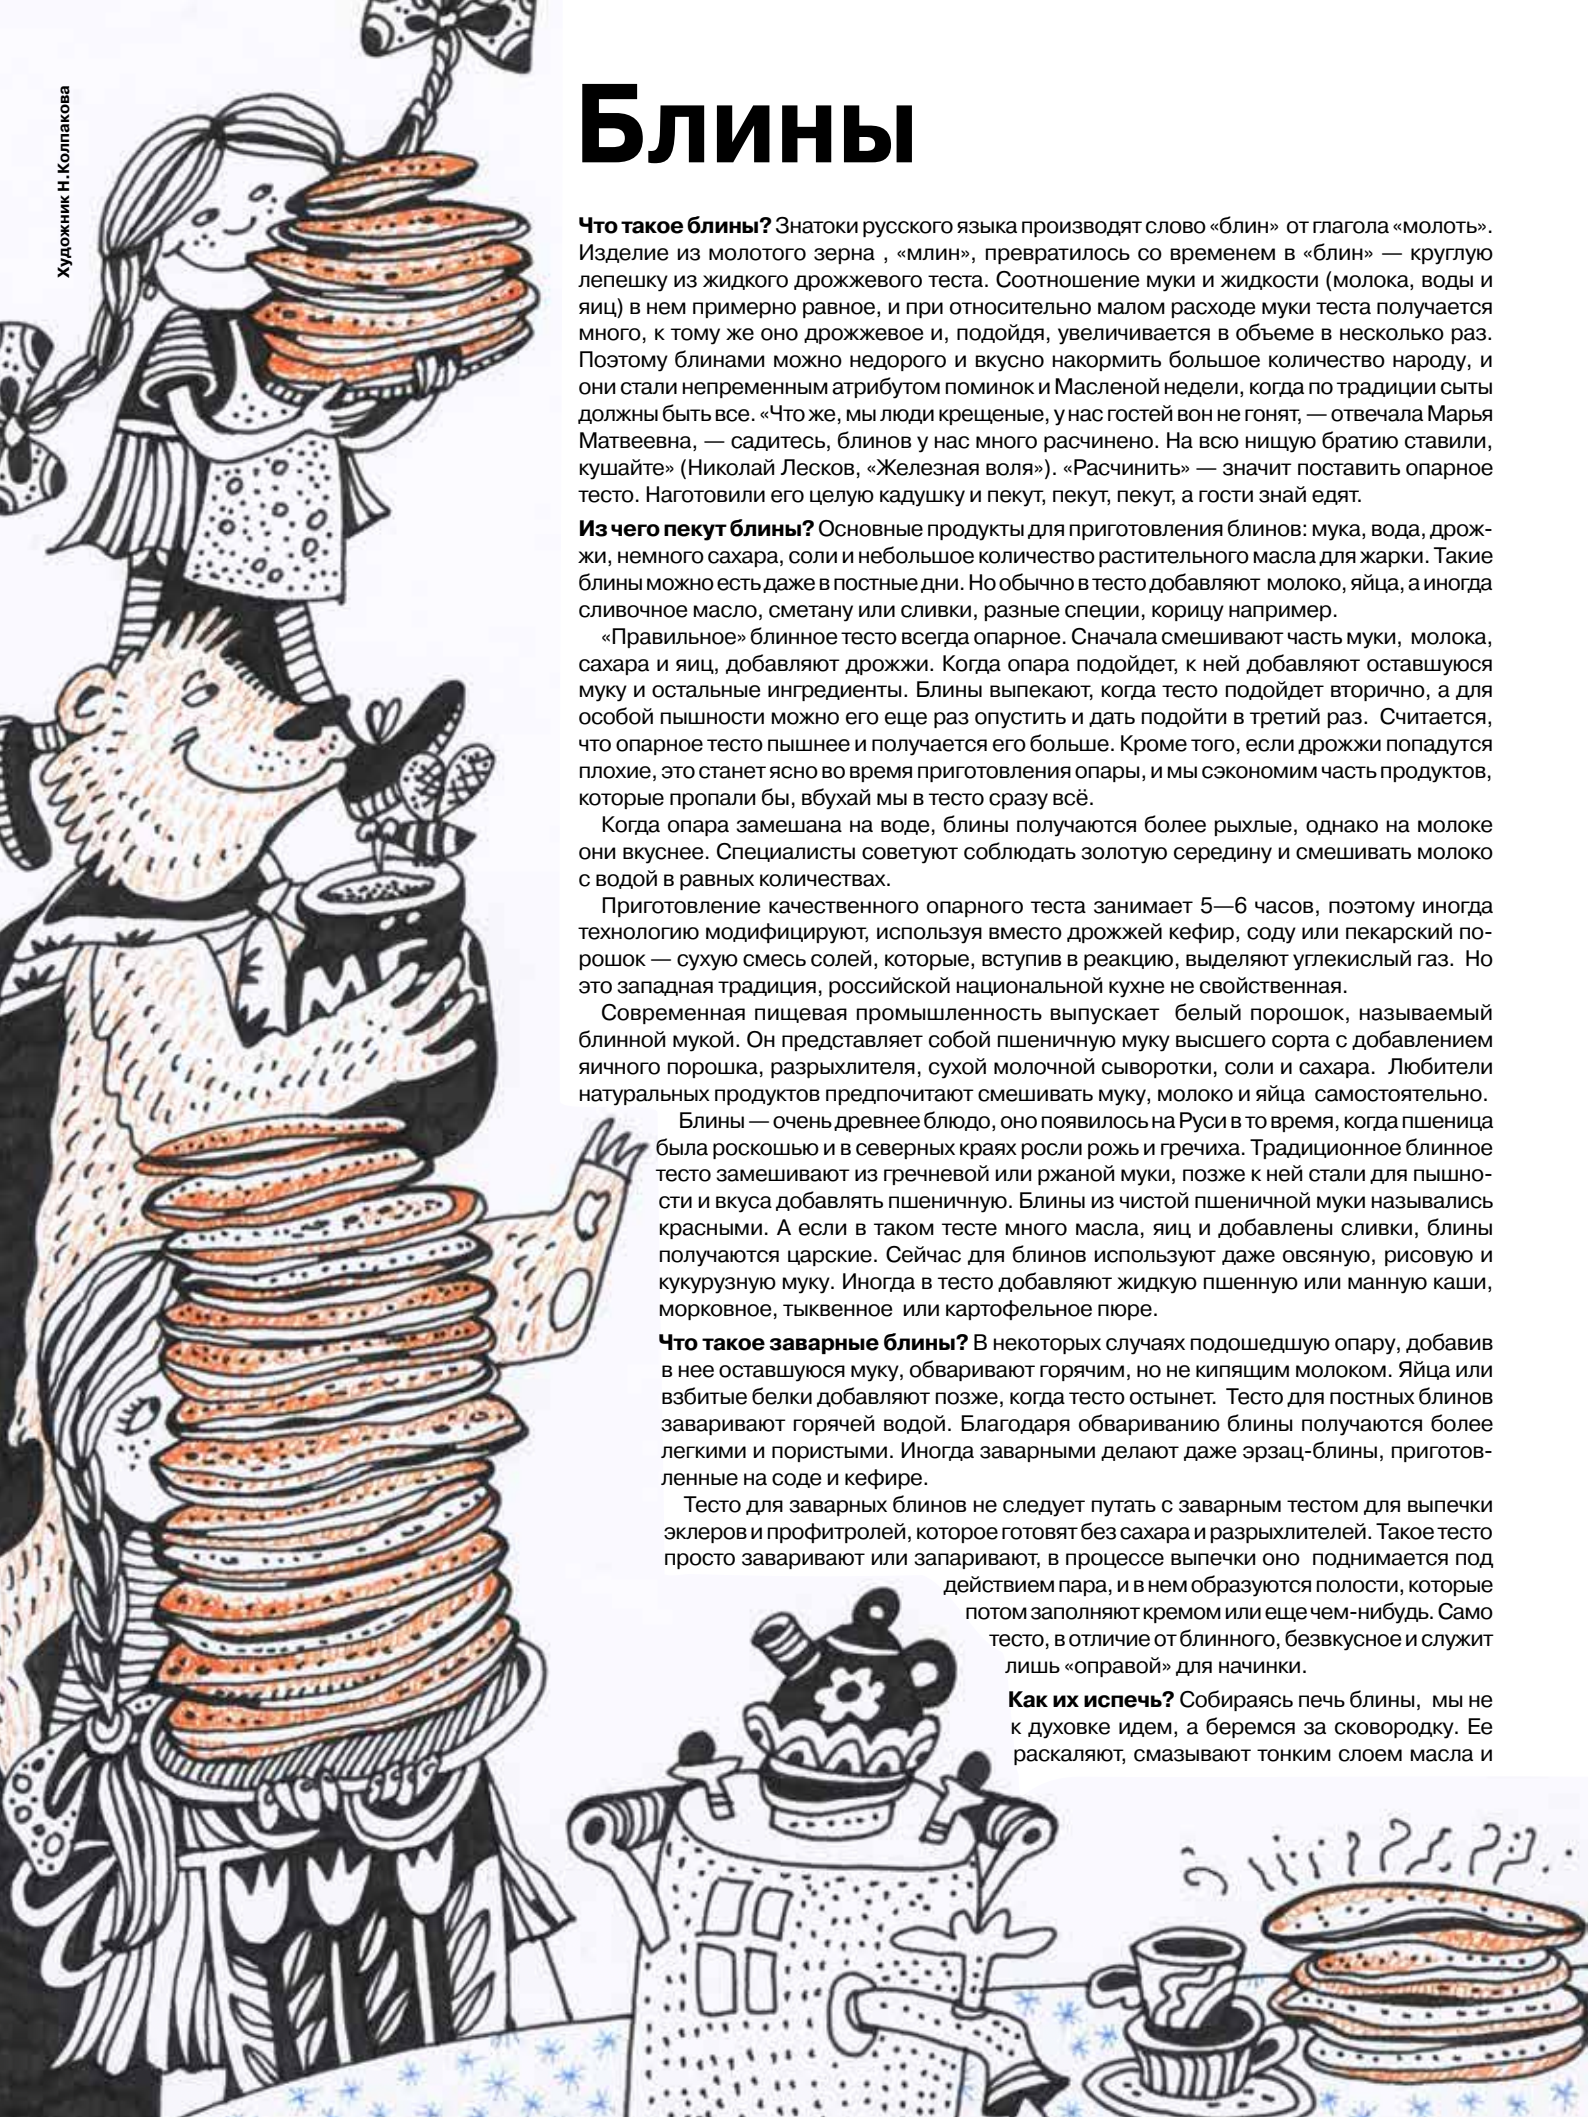 Художник Н.Колпакова
Блины
Что такое блины? Знатоки русского языка производят слово «блин» от глагола «молоть».
Изделие из молотого зерна , «млин», превратилось со временем в «блин» — круглую
лепешку из жидкого дрожжевого теста. Соотношение муки и жидкости (молока, воды и
яиц) в нем примерно равное, и при относительно малом расходе муки теста получается
много, к тому же оно дрожжевое и, подойдя, увеличивается в объеме в несколько раз.
Поэтому блинами можно недорого и вкусно накормить большое количество народу, и
они стали непременным атрибутом поминок и Масленой недели, когда по традиции сыты
должны быть все. «Что же, мы люди крещеные, у нас гостей вон не гонят, — отвечала Марья
Матвеевна, — садитесь, блинов у нас много расчинено. На всю нищую братию ставили,
кушайте» (Николай Лесков, «Железная воля»). «Расчинить» — значит поставить опарное
тесто. Наготовили его целую кадушку и пекут, пекут, пекут, а гости знай едят.
Из чего пекут блины? Основные продукты для приготовления блинов: мука, вода, дрож-
жи, немного сахара, соли и небольшое количество растительного масла для жарки. Такие
блины можно есть даже в постные дни. Но обычно в тесто добавляют молоко, яйца, а иногда
сливочное масло, сметану или сливки, разные специи, корицу например.
«Правильное» блинное тесто всегда опарное. Сначала смешивают часть муки, молока,
сахара и яиц, добавляют дрожжи. Когда опара подойдет, к ней добавляют оставшуюся
муку и остальные ингредиенты. Блины выпекают, когда тесто подойдет вторично, а для
особой пышности можно его еще раз опустить и дать подойти в третий раз. Считается,
что опарное тесто пышнее и получается его больше. Кроме того, если дрожжи попадутся
плохие, это станет ясно во время приготовления опары, и мы сэкономим часть продуктов,
которые пропали бы, вбухай мы в тесто сразу всё.
Когда опара замешана на воде, блины получаются более рыхлые, однако на молоке
они вкуснее. Специалисты советуют соблюдать золотую середину и смешивать молоко
с водой в равных количествах.
Приготовление качественного опарного теста занимает 5—6 часов, поэтому иногда
технологию модифицируют, используя вместо дрожжей кефир, соду или пекарский по-
рошок — сухую смесь солей, которые, вступив в реакцию, выделяют углекислый газ. Но
это западная традиция, российской национальной кухне не свойственная.
Современная пищевая промышленность выпускает белый порошок, называемый
блинной мукой. Он представляет собой пшеничную муку высшего сорта с добавлением
яичного порошка, разрыхлителя, сухой молочной сыворотки, соли и сахара. Любители
натуральных продуктов предпочитают смешивать муку, молоко и яйца самостоятельно.
Блины — очень древнее блюдо, оно появилось на Руси в то время, когда пшеница
была роскошью и в северных краях росли рожь и гречиха. Традиционное блинное
тесто замешивают из гречневой или ржаной муки, позже к ней стали для пышно-
сти и вкуса добавлять пшеничную. Блины из чистой пшеничной муки назывались
красными. А если в таком тесте много масла, яиц и добавлены сливки, блины
получаются царские. Сейчас для блинов используют даже овсяную, рисовую и
кукурузную муку. Иногда в тесто добавляют жидкую пшенную или манную каши,
морковное, тыквенное или картофельное пюре.
Что такое заварные блины? В некоторых случаях подошедшую опару, добавив
в нее оставшуюся муку, обваривают горячим, но не кипящим молоком. Яйца или
взбитые белки добавляют позже, когда тесто остынет. Тесто для постных блинов
заваривают горячей водой. Благодаря обвариванию блины получаются более
легкими и пористыми. Иногда заварными делают даже эрзац-блины, приготов-
ленные на соде и кефире.
Тесто для заварных блинов не следует путать с заварным тестом для выпечки
эклеров и профитролей, которое готовят без сахара и разрыхлителей. Такое тесто
просто заваривают или запаривают, в процессе выпечки оно поднимается под
действием пара, и в нем образуются полости, которые
потом заполняют кремом или еще чем-нибудь. Само
тесто, в отличие от блинного, безвкусное и служит
лишь «оправой» для начинки.
Как их испечь? Собираясь печь блины, мы не
к духовке идем, а беремся за сковородку. Ее
раскаляют, смазывают тонким слоем масла и